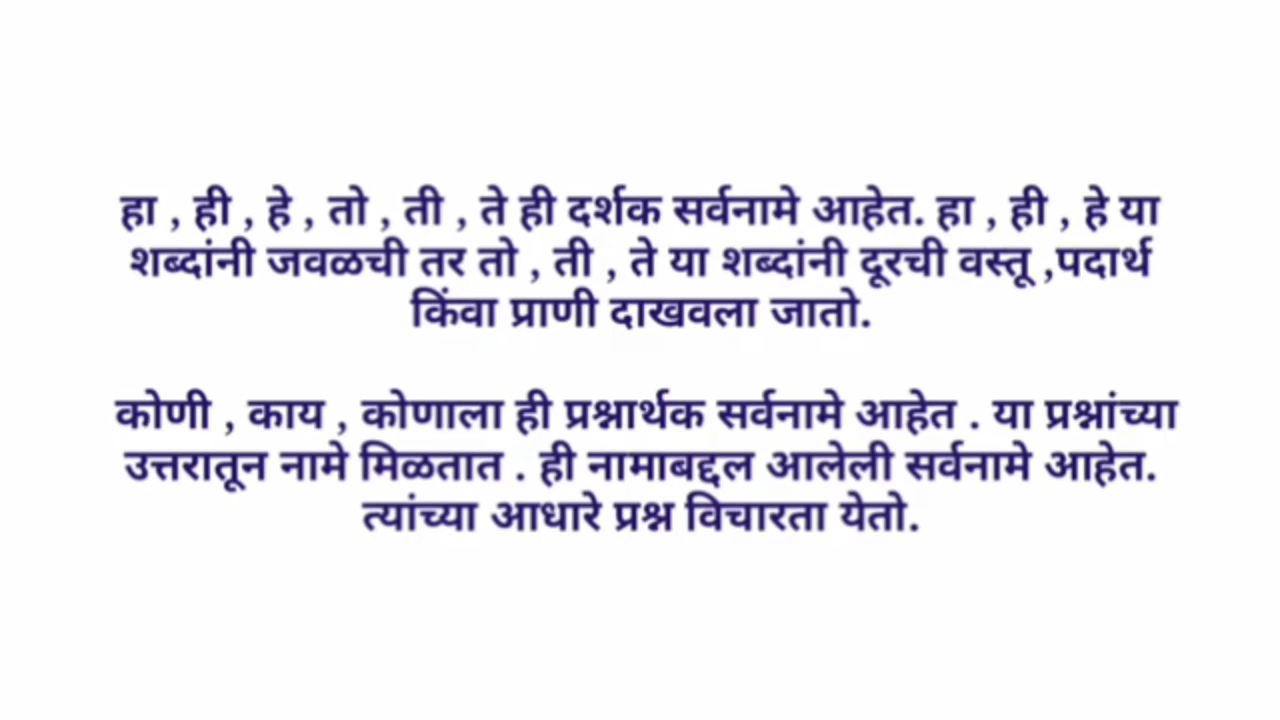 हा , ही , हे , तो , ती , ते ही दर्शक सर्वनामे आहेत. हा , ही , हे या
शब्दांनी जवळची तर तो , ती , ते या शब्दांनी दूरची वस्तू ,पदार्थ
किंवा प्राणी दाखवला जातो.
कोणी , काय , कोणाला ही प्रश्नार्थक सर्वनामे आहेत . या प्रश्नांच्या
उत्तरातून नामे मिळतात . ही नामाबद्दल आलेली सर्वनामे आहेत.
त्यांच्या आधारे प्रश्न विचारता येतो.